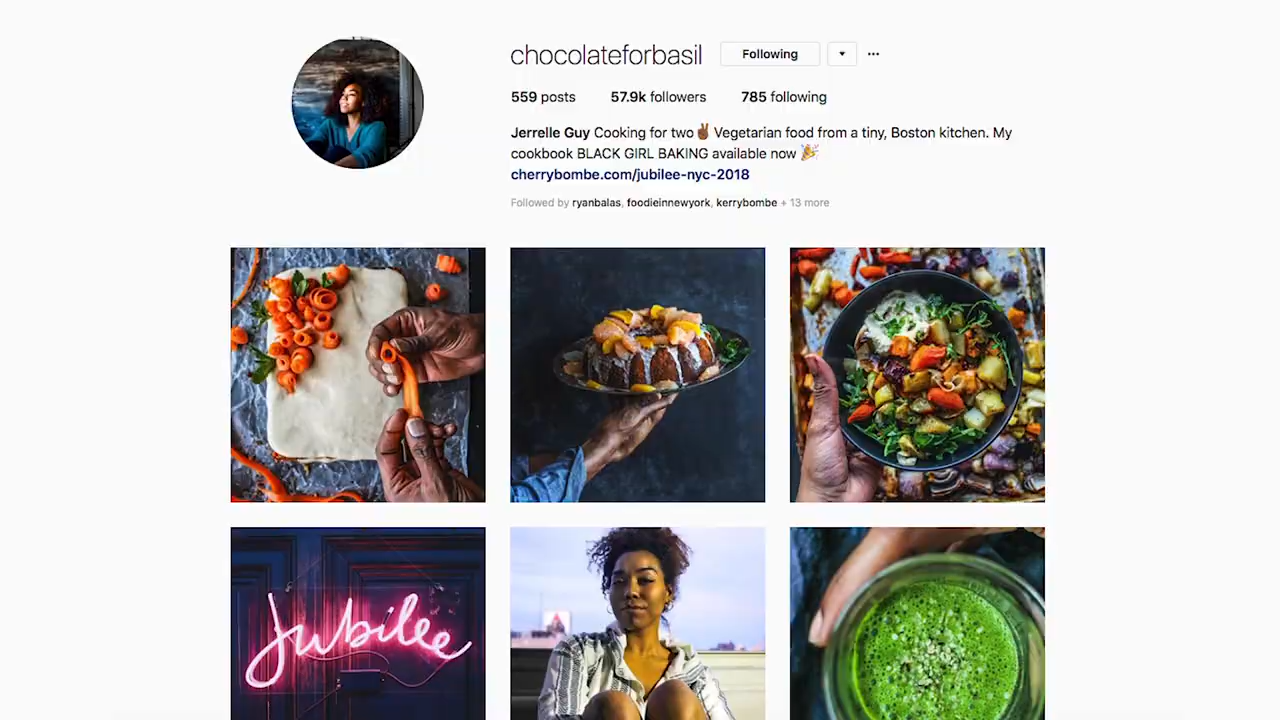 chocolateforbasil Following
559 posts 57.9k followers 785 following
Jerrelle Guy Cooking for two✌🏾 Vegetarian food from a tiny, Boston kitchen. My
cookbook BLACK GIRL BAKING available now 🎉
cherrybombe.com/jubilee-nyc-2018
Followed by ryanbalas, foodieinnewyork, kerrybombe + 13 more
Jubilee